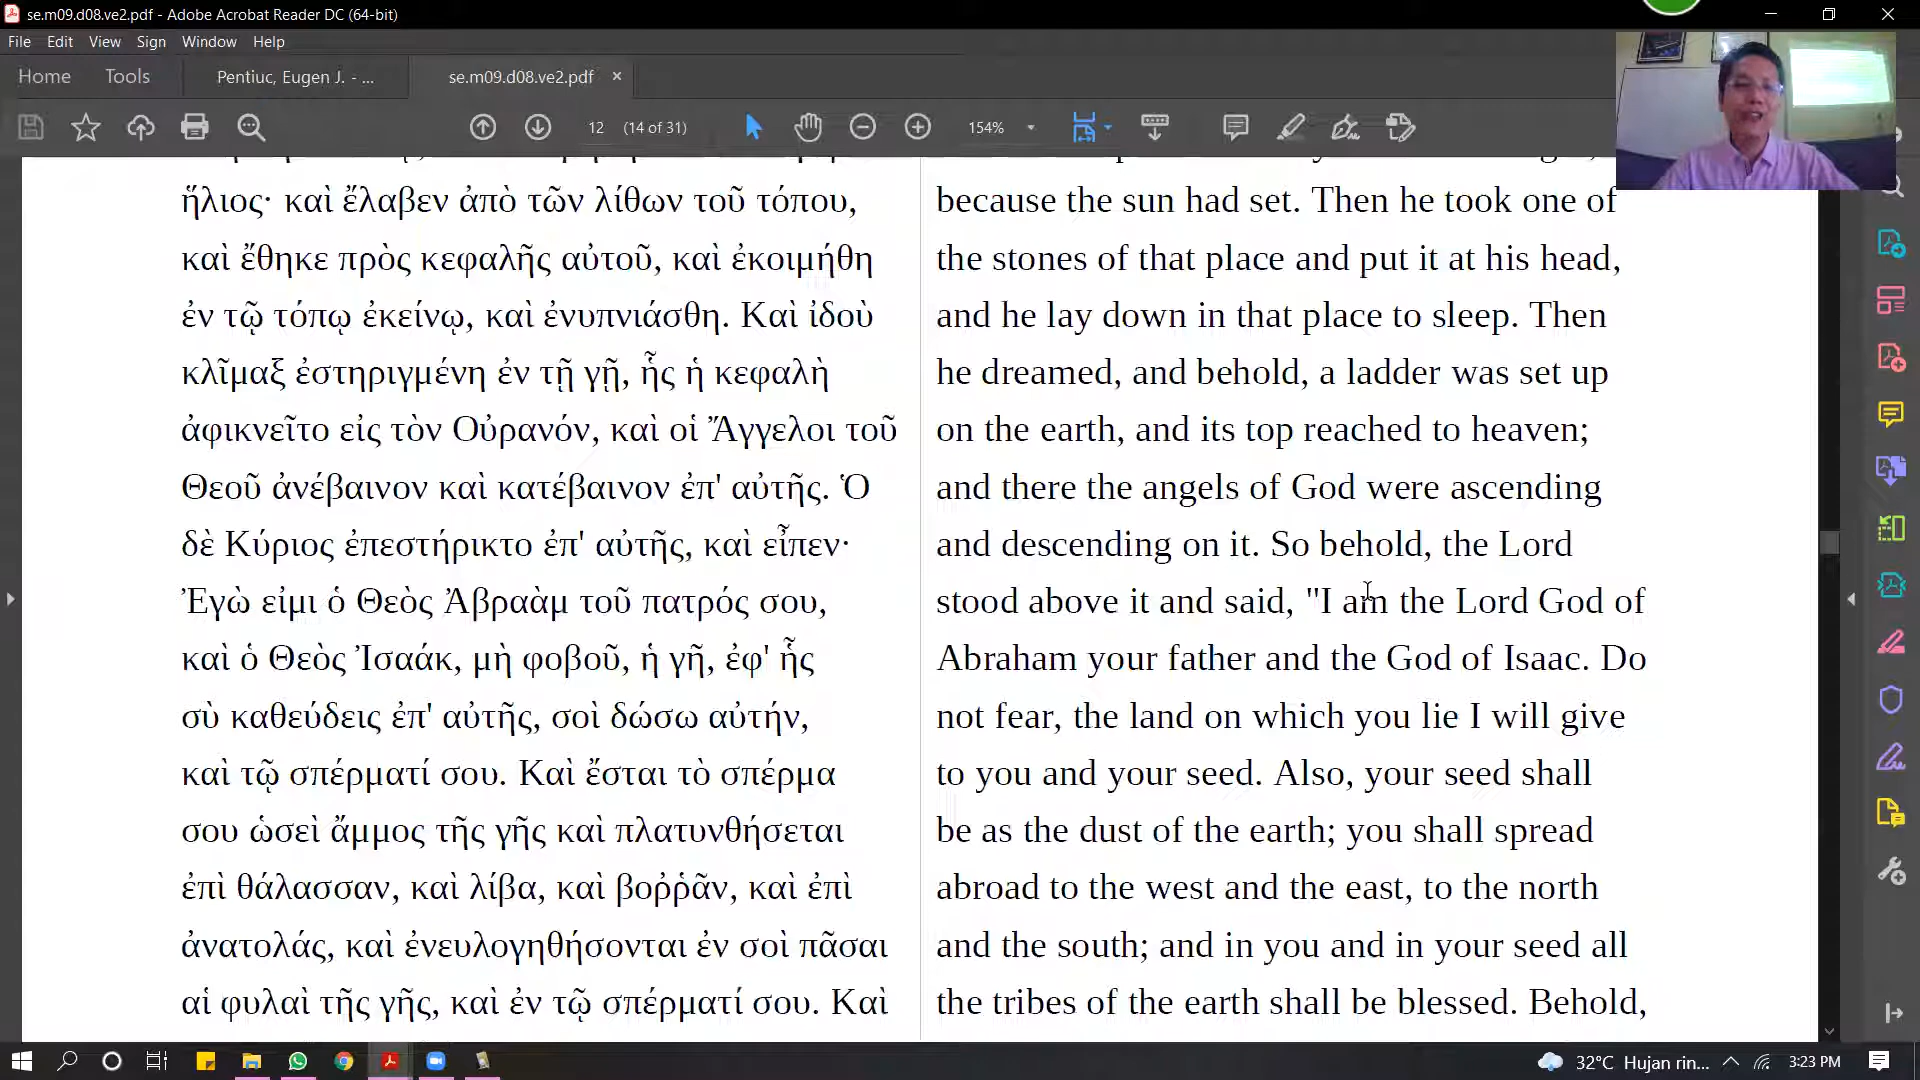 se.m09.d08.ve2.pdf - Adobe Acrobat Reader DC (64-bit)
File Edit View Sign Window Help
Home Tools Pentiuc, Eugen J. - ... se.m09.d08.ve2.pdf ×
12 (14 of 31) 154%
ἥλιος· καὶ ἔλαβεν ἀπὸ τῶν λίθων τοῦ τόπου,
καὶ ἔθηκε πρὸς κεφαλῆς αὐτοῦ, καὶ ἐκοιμήθη
ἐν τῷ τόπῳ ἐκείνῳ, καὶ ἐνυπνιάσθη. Καὶ ἰδοὺ
κλῖμαξ ἐστηριγμένη ἐν τῇ γῇ, ἧς ἡ κεφαλὴ
ἀφικνεῖτο εἰς τὸν Οὐρανόν, καὶ οἱ Ἄγγελοι τοῦ
Θεοῦ ἀνέβαινον καὶ κατέβαινον ἐπ' αὐτῆς. Ὁ
δὲ Κύριος ἐπεστήρικτο ἐπ' αὐτῆς, καὶ εἶπεν·
Ἐγὼ εἰμι ὁ Θεὸς Ἀβραὰμ τοῦ πατρός σου,
καὶ ὁ Θεὸς Ἰσαάκ, μὴ φοβοῦ, ἡ γῆ, ἐφ' ἧς
σὺ καθεύδεις ἐπ' αὐτῆς, σοὶ δώσω αὐτήν,
καὶ τῷ σπέρματί σου. Καὶ ἔσται τὸ σπέρμα
σου ὡσεὶ ἄμμος τῆς γῆς καὶ πλατυνθήσεται
ἐπὶ θάλασσαν, καὶ λίβα, καὶ βοῤῥᾶν, καὶ ἐπὶ
ἀνατολάς, καὶ ἐνευλογηθήσονται ἐν σοὶ πᾶσαι
αἱ φυλαὶ τῆς γῆς, καὶ ἐν τῷ σπέρματί σου. Καὶ
because the sun had set. Then he took one of
the stones of that place and put it at his head,
and he lay down in that place to sleep. Then
he dreamed, and behold, a ladder was set up
on the earth, and its top reached to heaven;
and there the angels of God were ascending
and descending on it. So behold, the Lord
stood above it and said, "I am the Lord God of
Abraham your father and the God of Isaac. Do
not fear, the land on which you lie I will give
to you and your seed. Also, your seed shall
be as the dust of the earth; you shall spread
abroad to the west and the east, to the north
and the south; and in you and in your seed all
the tribes of the earth shall be blessed. Behold,
32°C Hujan rin... 3:23 PM